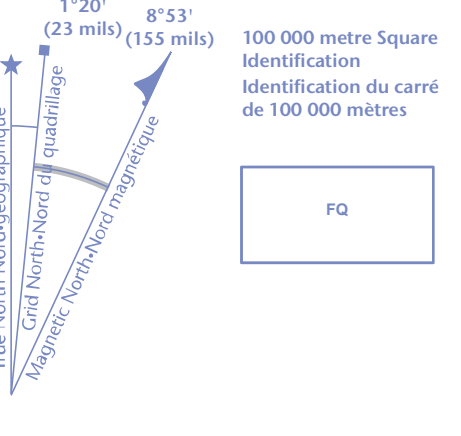 1°20'
(23 mils)
8°53'
(155 mils)
North•Nord géographique
Grid North•Nord du quadrillage
Magnetic North•Nord magnétique
100 000 metre Square
Identification
Identification du carré
de 100 000 mètres
FQ